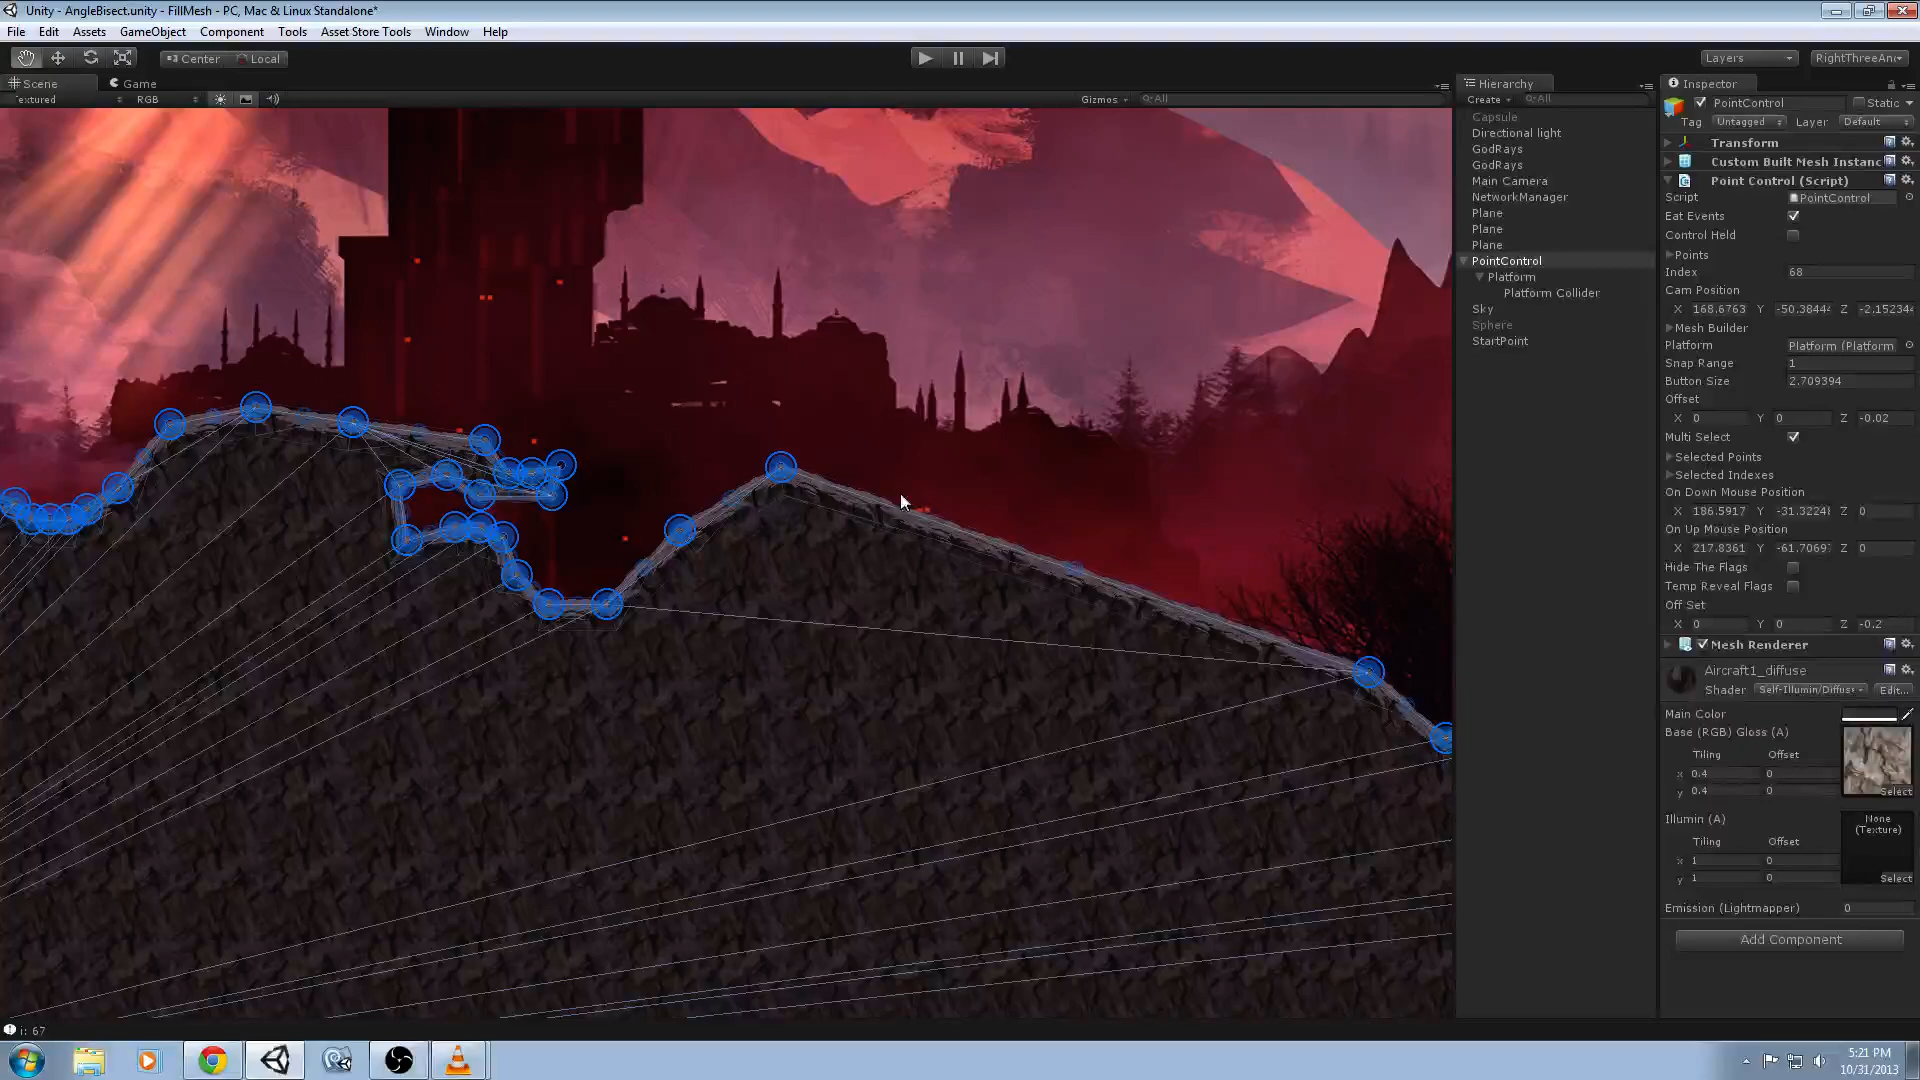 Unity - AngleBisect.unity - FillMesh - PC, Mac & Linux Standalone*
File Edit Assets GameObject Component Tools Asset Store Tools Window Help
Center Local
Layers
Scene Game
Textured RGB
Gizmos All
Hierarchy
Create All
Capsule
Directional light
GodRays
GodRays
Main Camera
NetworkManager
Plane
Plane
Plane
PointControl
Platform
Platform Collider
Sky
Sphere
StartPoint
Inspector
PointControl Static
Tag Untagged Layer Default
Transform
Custom Built Mesh Instanc
Point Control (Script)
Script PointControl
Eat Events
Control Held
Points
Index 68
Cam Position
X 168.6763 Y -50.3844 Z -2.15234
Mesh Builder
Platform Platform (Platform
Snap Range 1
Button Size 2.709394
Offset
X 0 Y 0 Z -0.02
Multi Select
Selected Points
Selected Indexes
On Down Mouse Position
X 186.5917 Y -31.3224 Z 0
On Up Mouse Position
X 217.8361 Y -61.7069 Z 0
Hide The Flags
Temp Reveal Flags
Off Set
X 0 Y 0 Z -0.2
Mesh Renderer
Aircraft1_diffuse
Shader Self-Illumin/Diffus Edit...
Main Color
Base (RGB) Gloss (A)
Tiling Offset
x 0.4 0
y 0.4 0
Select
Illumin (A)
None
(Texture)
Tiling Offset
x 1 0
y 1 0
Select
Emission (Lightmapper) 0
Add Component
i: 67
5:21 PM
10/31/2013